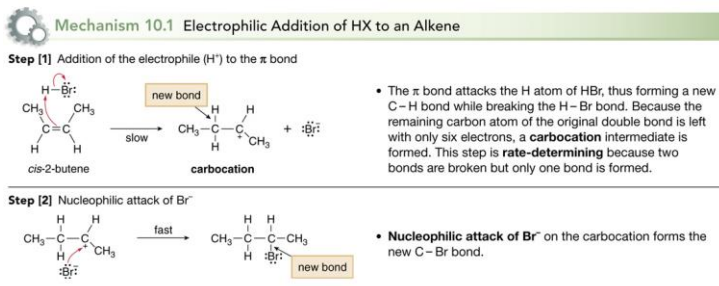 Mechanism 10.1 Electrophilic Addition of HX to an Alkene
Step [1] Addition of the electrophile (H⁺) to the π bond
H–Br:
CH₃ CH₃
C=C
H H
cis-2-butene
slow
new bond
H H
CH₃–C–C
+
H CH₃
carbocation
+ :Br:⁻
• The π bond attacks the H atom of HBr, thus forming a new
C–H bond while breaking the H–Br bond. Because the
remaining carbon atom of the original double bond is left
with only six electrons, a carbocation intermediate is
formed. This step is rate-determining because two
bonds are broken but only one bond is formed.
Step [2] Nucleophilic attack of Br⁻
H H
CH₃–C–C
+
H CH₃
:Br:⁻
fast
H H
CH₃–C–C–CH₃
H :Br:
new bond
• Nucleophilic attack of Br⁻ on the carbocation forms the
new C–Br bond.